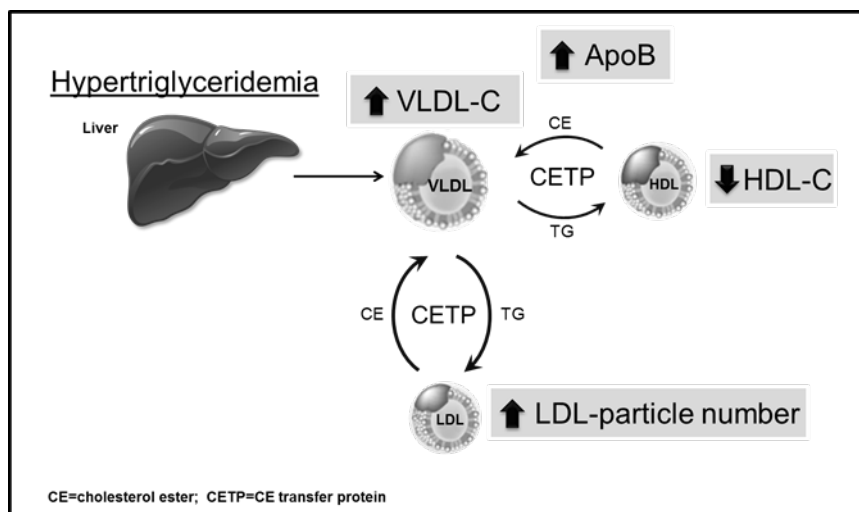 ApoB
Hypertriglyceridemia
VLDL-C
Liver
CE
VLDL
CETP
HDL
HDL-C
TG
CE
CETP
TG
LDL
LDL-particle number
CE=cholesterol ester; CETP=CE transfer protein